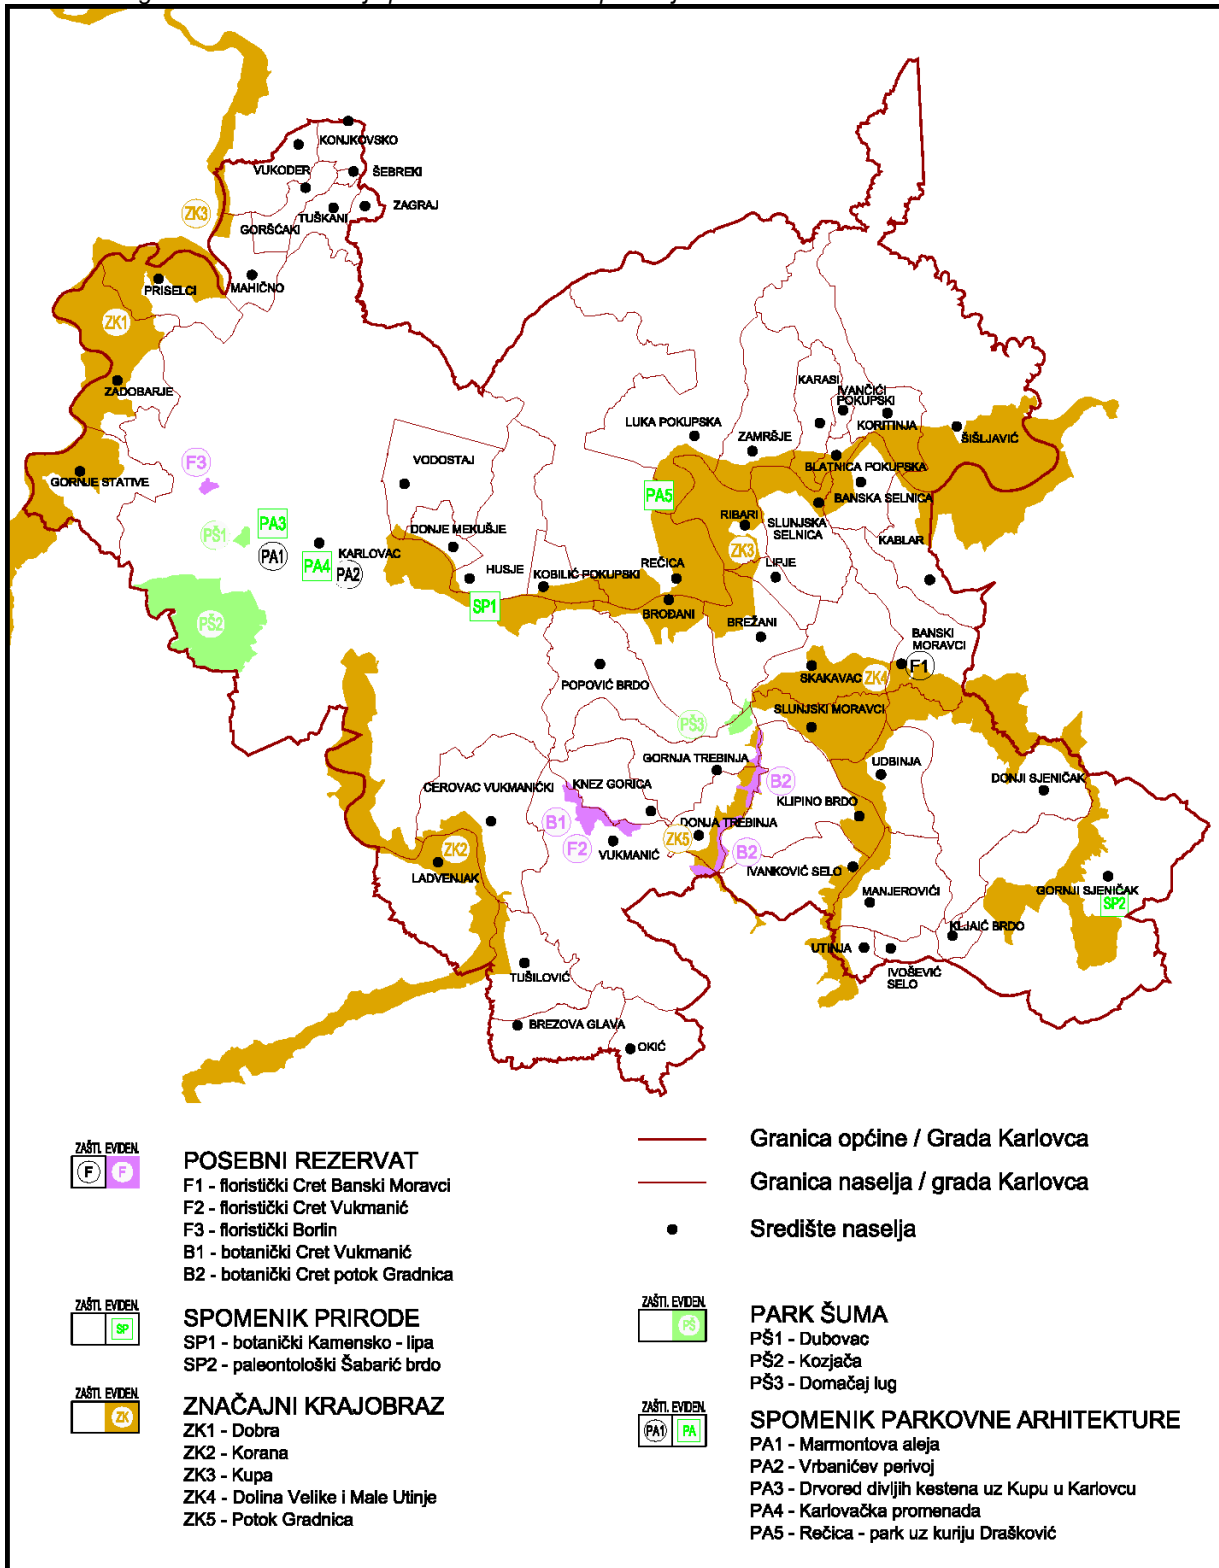 KONJKOVSKO
VUKODER
ŠEBREKI
ZK3
TUŠKANI
ZAGRAJ
GORŠĆAKI
MAHIČNO
PRISELCI
ZK1
ZADOBARJE
KARASI
IVANČIĆI
POKUPSKI
LUKA POKUPSKA
KORITINJA
ZAMRŠJE
ŠIŠLJAVIĆ
VODOSTAJ
F3
BLATNICA POKUPSKA
GORNJE STATIVE
PA5
BANSKA SELNICA
RIBARI
SLUNJSKA
SELNICA
PŠ1
PA3
PA1
DONJE MEKUŠJE
KABLAR
KARLOVAC
PA4
PA2
ZK3
HUSJE
KOBILIĆ POKUPSKI
REČICA
LIPJE
SP1
BROĐANI
BREŽANI
PŠ2
BANSKI
MORAVCI
F1
POPOVIĆ BRDO
SKAKAVAC
ZK4
SLUNJSKI MORAVCI
PŠ3
GORNJA TREBINJA
UDBINJA
DONJI SJENIČAK
CEROVAC VUKMANIĆKI
KNEZ GORICA
B2
KLIPINO BRDO
B1
DONJA TREBINJA
F2
ZK5
VUKMANIĆ
B2
ZK2
LADVENJAK
IVANKOVIĆ SELO
MANJEROVIĆI
GORNJI SJENIČAK
SP2
KLJAIĆ BRDO
UTINJA
IVOŠEVIĆ
SELO
TUŠILOVIĆ
BREZOVA GLAVA
OKIĆ
ZAŠTI. EVIDEN.
F F
POSEBNI REZERVAT
F1 - floristički Cret Banski Moravci
F2 - floristički Cret Vukmanić
F3 - floristički Borlin
B1 - botanički Cret Vukmanić
B2 - botanički Cret potok Gradnica
ZAŠTI. EVIDEN.
SP
SPOMENIK PRIRODE
SP1 - botanički Kamensko - lipa
SP2 - paleontološki Šabarić brdo
ZAŠTI. EVIDEN.
ZK
ZNAČAJNI KRAJOBRAZ
ZK1 - Dobra
ZK2 - Korana
ZK3 - Kupa
ZK4 - Dolina Velike i Male Utinje
ZK5 - Potok Gradnica
Granica općine / Grada Karlovca
Granica naselja / grada Karlovca
Središte naselja
ZAŠTI. EVIDEN.
PŠ
PARK ŠUMA
PŠ1 - Dubovac
PŠ2 - Kozjača
PŠ3 - Domačaj lug
ZAŠTI. EVIDEN.
PA1 PA
SPOMENIK PARKOVNE ARHITEKTURE
PA1 - Marmontova aleja
PA2 - Vrbanićev perivoj
PA3 - Drvored divljih kestena uz Kupu u Karlovcu
PA4 - Karlovačka promenada
PA5 - Rečica - park uz kuriju Drašković